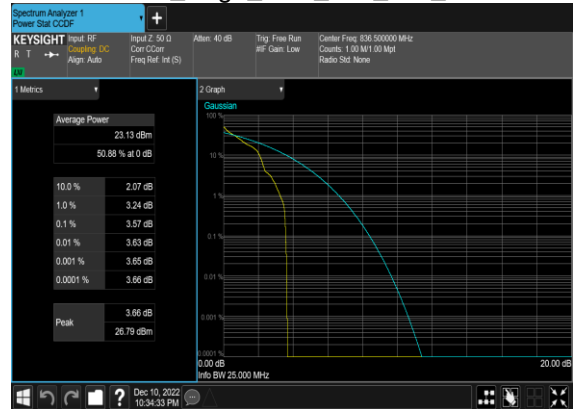 Spectrum Analyzer 1
Power Stat CCDF
KEYSIGHT
R T
Input: RF
Coupling: DC
Align: Auto
Input Z: 50 Ω
Corr CCorr
Freq Ref: Int (S)
Atten: 40 dB
Trig: Free Run
#IF Gain: Low
Center Freq: 836.500000 MHz
Counts: 1.00 M/1.00 Mpt
Radio Std: None
1 Metrics
Average Power
23.13 dBm
50.88 % at 0 dB
10.0 % 2.07 dB
1.0 % 3.24 dB
0.1 % 3.57 dB
0.01 % 3.63 dB
0.001 % 3.65 dB
0.0001 % 3.66 dB
Peak
3.66 dB
26.79 dBm
2 Graph
Gaussian
100 %
10 %
1 %
0.1 %
0.01 %
0.001 %
0.0001 %
0.00 dB 20.00 dB
Info BW 25.000 MHz
? Dec 10, 2022
10:34:33 PM